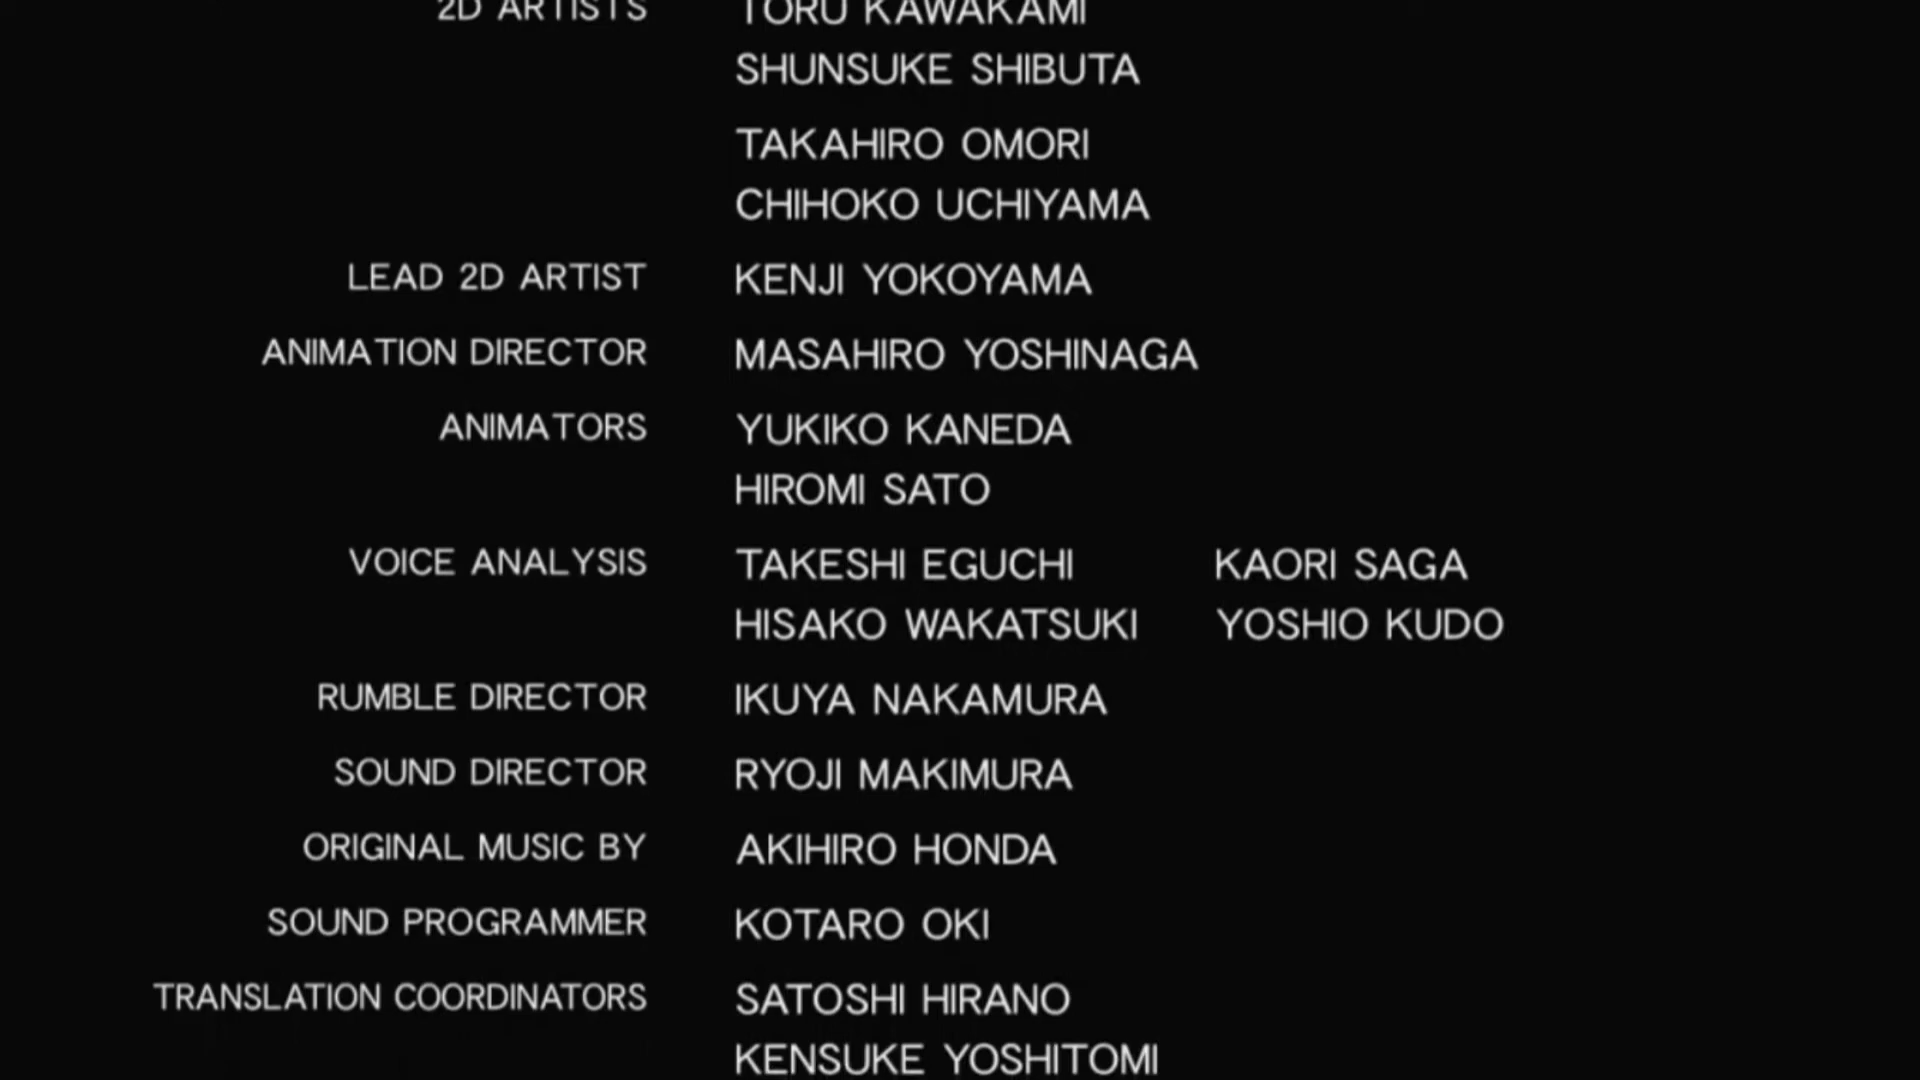 2D ARTISTS TORU KAWAKAMI
SHUNSUKE SHIBUTA
TAKAHIRO OMORI
CHIHOKO UCHIYAMA
LEAD 2D ARTIST KENJI YOKOYAMA
ANIMATION DIRECTOR MASAHIRO YOSHINAGA
ANIMATORS YUKIKO KANEDA
HIROMI SATO
VOICE ANALYSIS TAKESHI EGUCHI KAORI SAGA
HISAKO WAKATSUKI YOSHIO KUDO
RUMBLE DIRECTOR IKUYA NAKAMURA
SOUND DIRECTOR RYOJI MAKIMURA
ORIGINAL MUSIC BY AKIHIRO HONDA
SOUND PROGRAMMER KOTARO OKI
TRANSLATION COORDINATORS SATOSHI HIRANO
KENSUKE YOSHITOMI